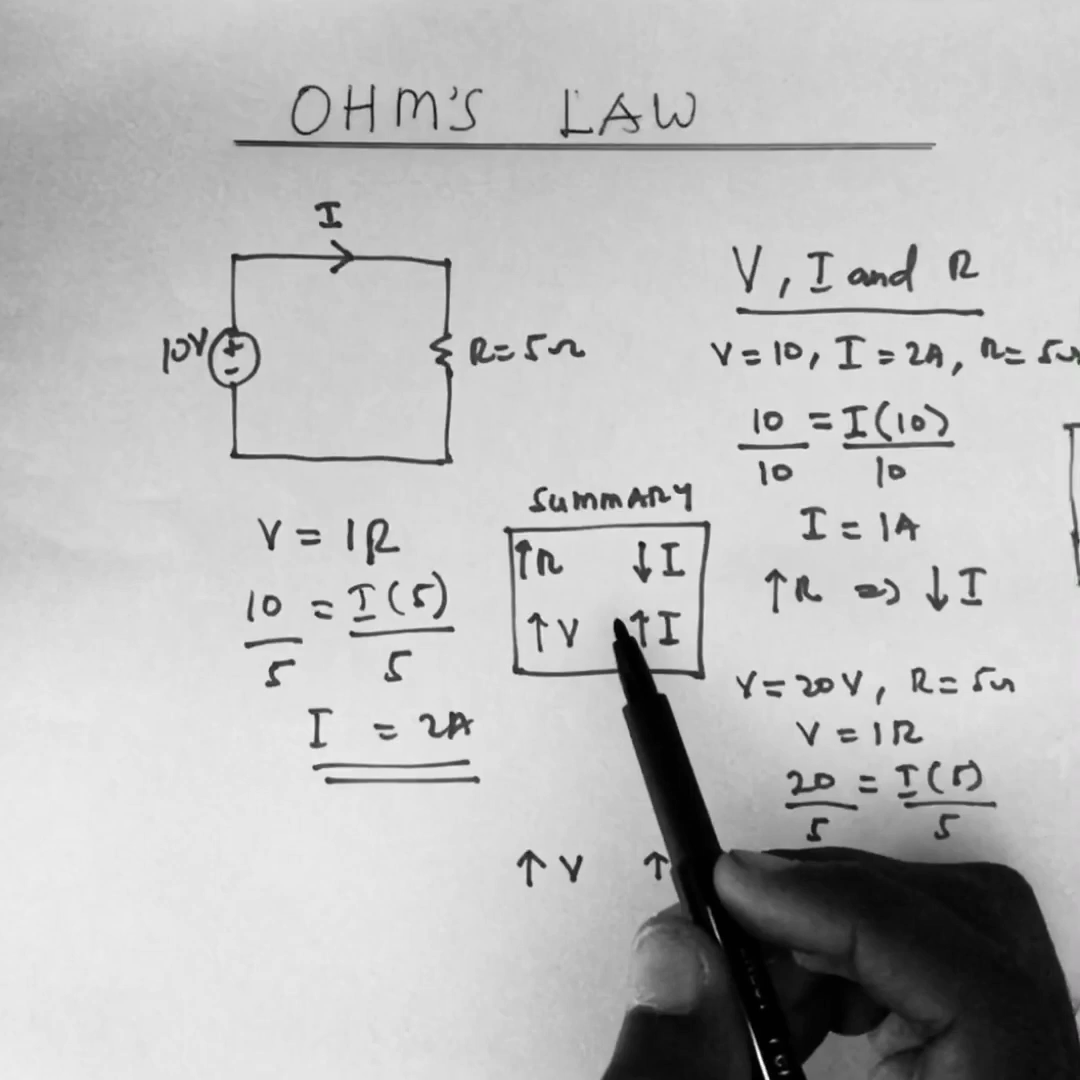 OHM'S LAW
I
10V
+
-
R=5Ω
V = IR
10 = I(5)
5 5
I = 2A
SUMMARY
↑R ↓I
↑V ↑I
↑V ↑
V, I and R
V=10, I=2A, R=5Ω
10 = I(10)
10 10
I = 1A
↑R => ↓I
V=20V, R=5Ω
V = IR
20 = I(5)
5 5